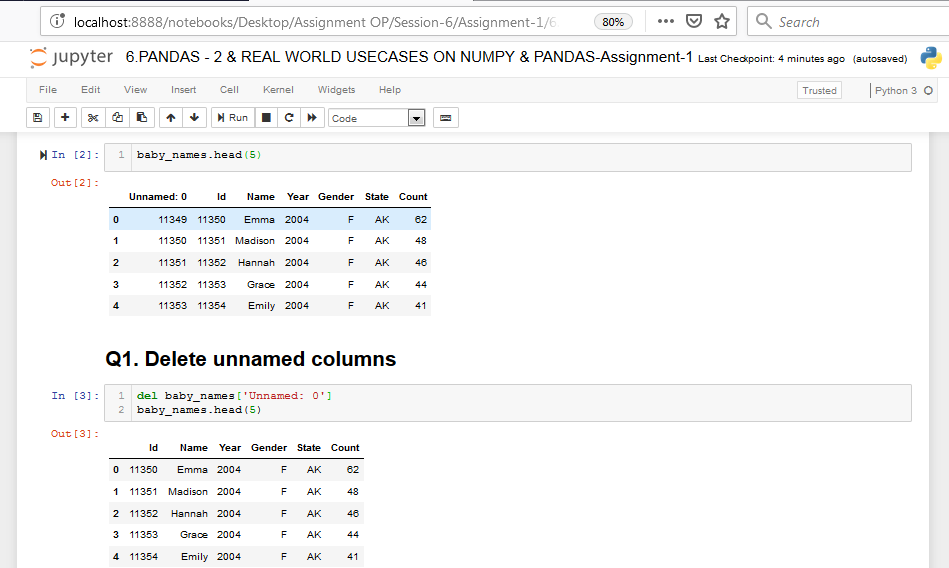 localhost:8888/notebooks/Desktop/Assignment OP/Session-6/Assignment-1/6 80% Search
jupyter 6.PANDAS - 2 & REAL WORLD USECASES ON NUMPY & PANDAS-Assignment-1 Last Checkpoint: 4 minutes ago (autosaved)
File Edit View Insert Cell Kernel Widgets Help Trusted Python 3
Run Code
In [2]: 1 baby_names.head(5)
Out[2]:
Unnamed: 0 Id Name Year Gender State Count
0 11349 11350 Emma 2004 F AK 62
1 11350 11351 Madison 2004 F AK 48
2 11351 11352 Hannah 2004 F AK 46
3 11352 11353 Grace 2004 F AK 44
4 11353 11354 Emily 2004 F AK 41
Q1. Delete unnamed columns
In [3]: 1 del baby_names['Unnamed: 0']
2 baby_names.head(5)
Out[3]:
Id Name Year Gender State Count
0 11350 Emma 2004 F AK 62
1 11351 Madison 2004 F AK 48
2 11352 Hannah 2004 F AK 46
3 11353 Grace 2004 F AK 44
4 11354 Emily 2004 F AK 41